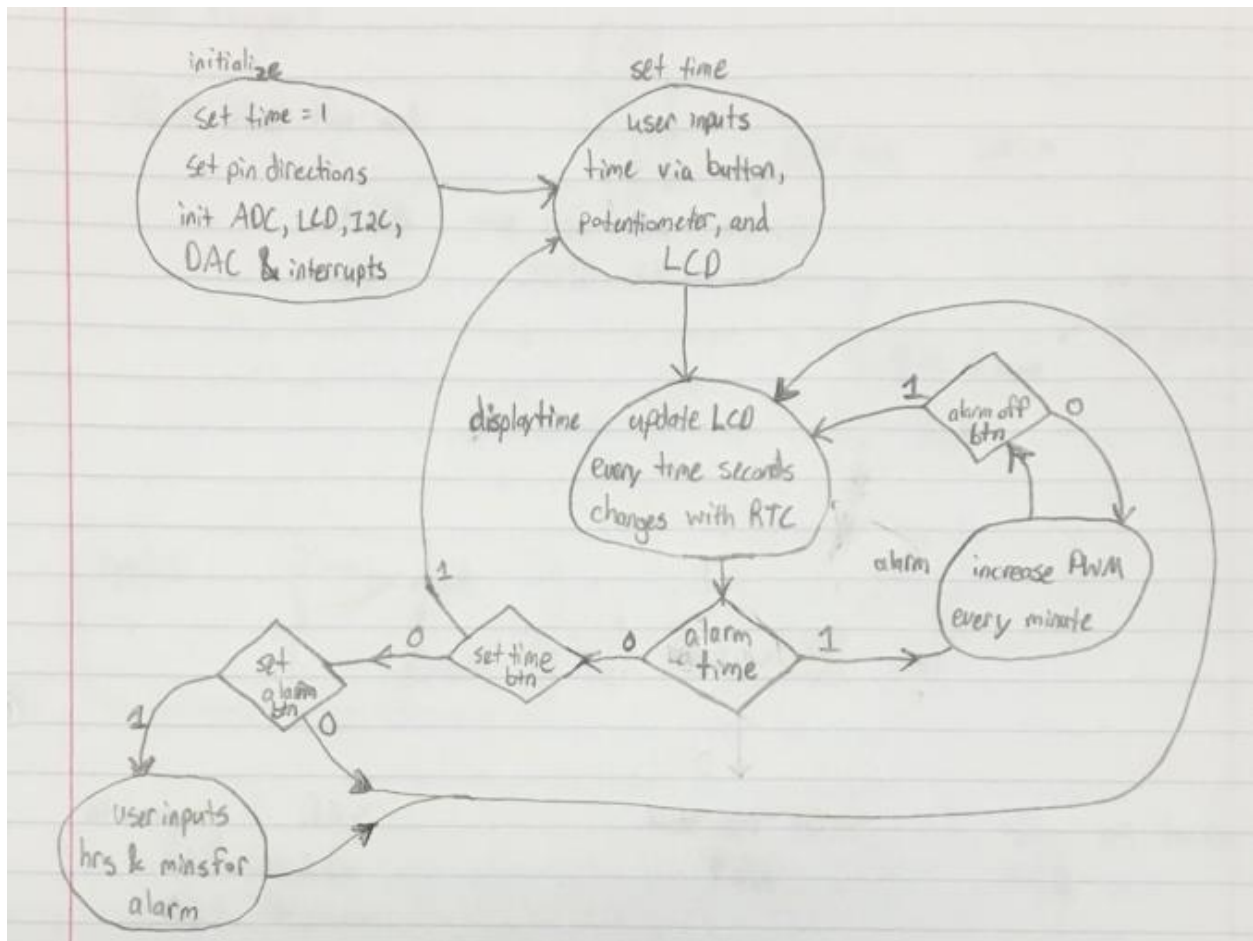 initialize
set time = 1
set pin directions
init ADC, LCD, I2C,
DAC & interrupts
set time
user inputs
time via button,
potentiometer, and
LCD
displaytime
update LCD
every time seconds
changes with RTC
1
alarm off
btn
0
alarm
increase PWM
every minute
1
0
set time
btn
0
alarm
time
1
set
alarm
btn
1
0
user inputs
hrs & mins for
alarm